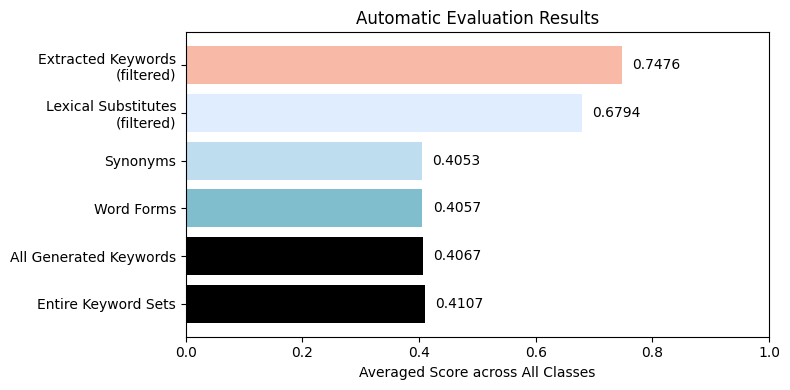 Automatic Evaluation Results
Extracted Keywords
(filtered)
0.7476
Lexical Substitutes
(filtered)
0.6794
Synonyms
0.4053
Word Forms
0.4057
All Generated Keywords
0.4067
Entire Keyword Sets
0.4107
0.0 0.2 0.4 0.6 0.8 1.0
Averaged Score across All Classes